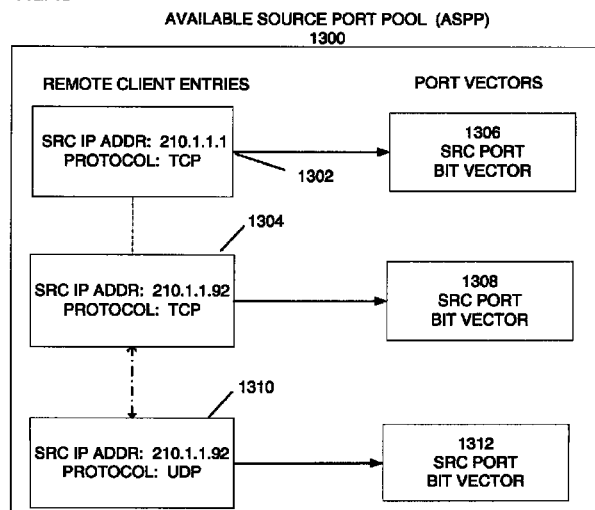 AVAILABLE SOURCE PORT POOL (ASPP)
1300
REMOTE CLIENT ENTRIES
PORT VECTORS
SRC IP ADDR: 210.1.1.1
PROTOCOL: TCP
1302
1306
SRC PORT
BIT VECTOR
1304
SRC IP ADDR: 210.1.1.92
PROTOCOL: TCP
1308
SRC PORT
BIT VECTOR
1310
SRC IP ADDR: 210.1.1.92
PROTOCOL: UDP
1312
SRC PORT
BIT VECTOR